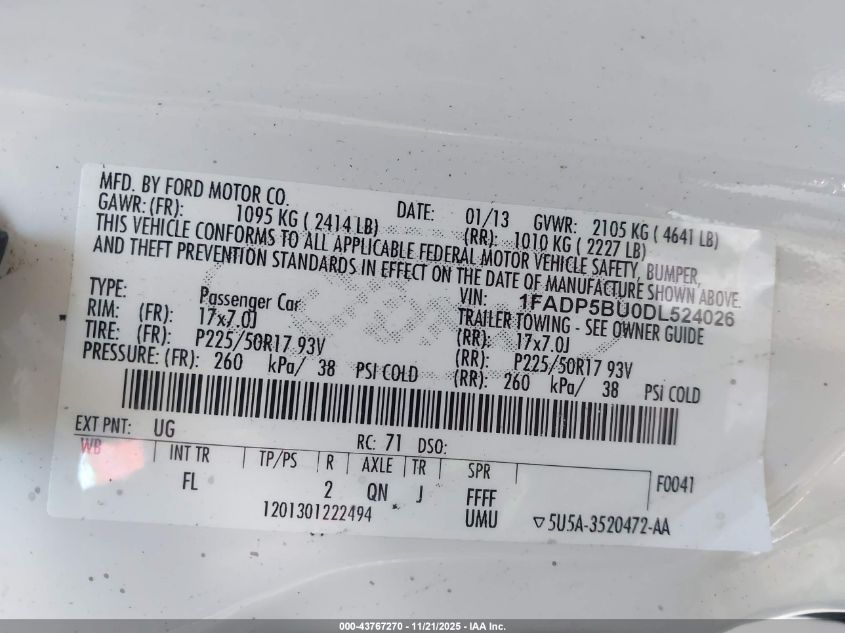 MFD. BY FORD MOTOR CO.
DATE: 01/13 GVWR: 2105 KG ( 4641 LB)
GAWR: (FR): 1095 KG ( 2414 LB) (RR): 1010 KG ( 2227 LB)
THIS VEHICLE CONFORMS TO ALL APPLICABLE FEDERAL MOTOR VEHICLE SAFETY, BUMPER,
AND THEFT PREVENTION STANDARDS IN EFFECT ON THE DATE OF MANUFACTURE SHOWN ABOVE.
VIN: 1FADP5BU0DL524026
TYPE: Passenger Car TRAILER TOWING - SEE OWNER GUIDE
RIM: (FR): 17x7.0J (RR): 17x7.0J
TIRE: (FR): P225/50R17 93V (RR): P225/50R17 93V
PRESSURE: (FR): 260 kPa/ 38 PSI COLD (RR): 260 kPa/ 38 PSI COLD
EXT PNT: UG RC: 71 DSO:
WB INT TR TP/PS R AXLE TR SPR F0041
FL 2 QN J FFFF
1201301222494 UMU ▽5U5A-3520472-AA
000-43767270 - 11/21/2025 - IAA Inc.